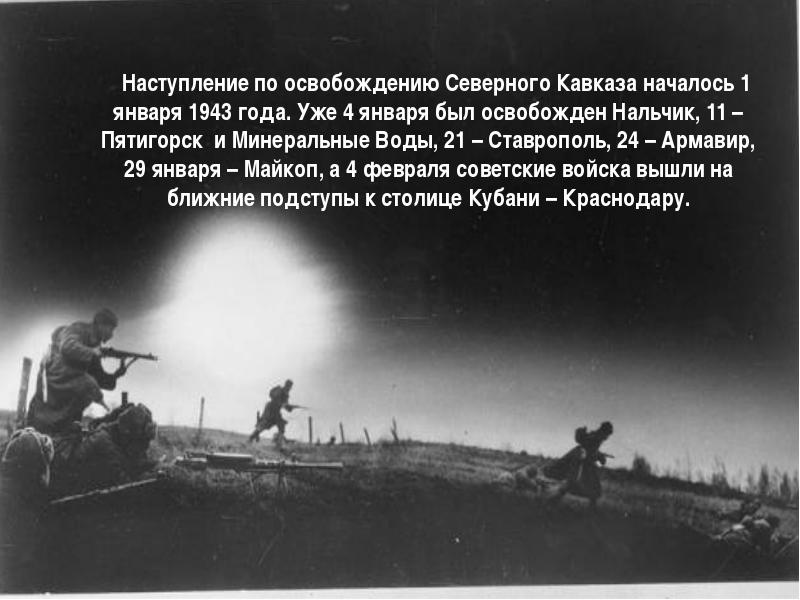 Наступление по освобождению Северного Кавказа началось 1
января 1943 года. Уже 4 января был освобожден Нальчик, 11 –
Пятигорск и Минеральные Воды, 21 – Ставрополь, 24 – Армавир,
29 января – Майкоп, а 4 февраля советские войска вышли на
ближние подступы к столице Кубани – Краснодару.